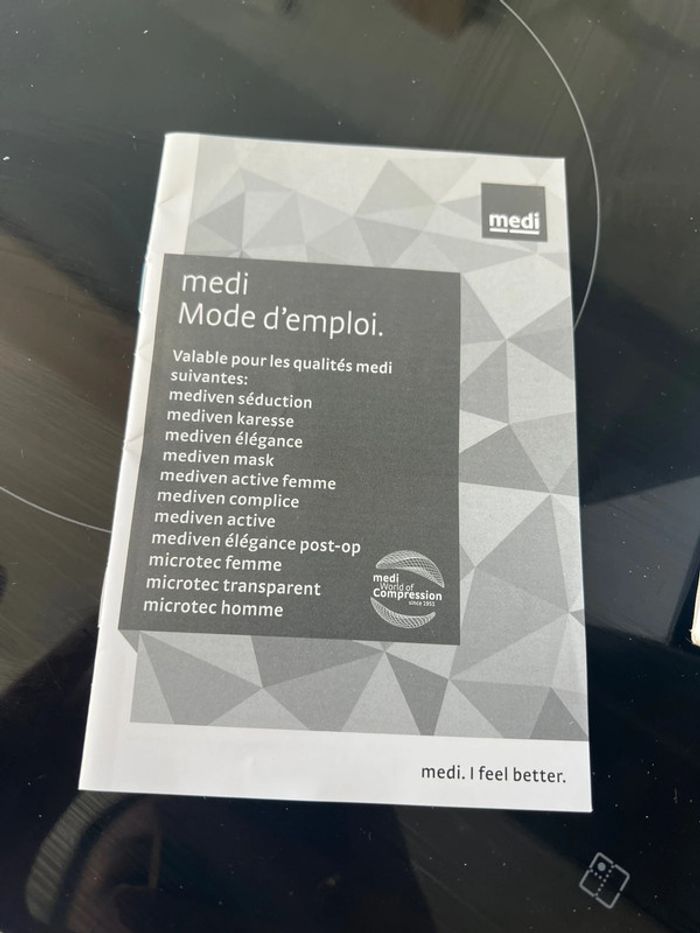 medi
medi
Mode d'emploi.
Valable pour les qualités medi
suivantes:
mediven séduction
mediven karesse
mediven élégance
mediven mask
mediven active femme
mediven complice
mediven active
mediven élégance post-op
microtec femme
microtec transparent
microtec homme
medi
World of
Compression
since 1951
medi. I feel better.